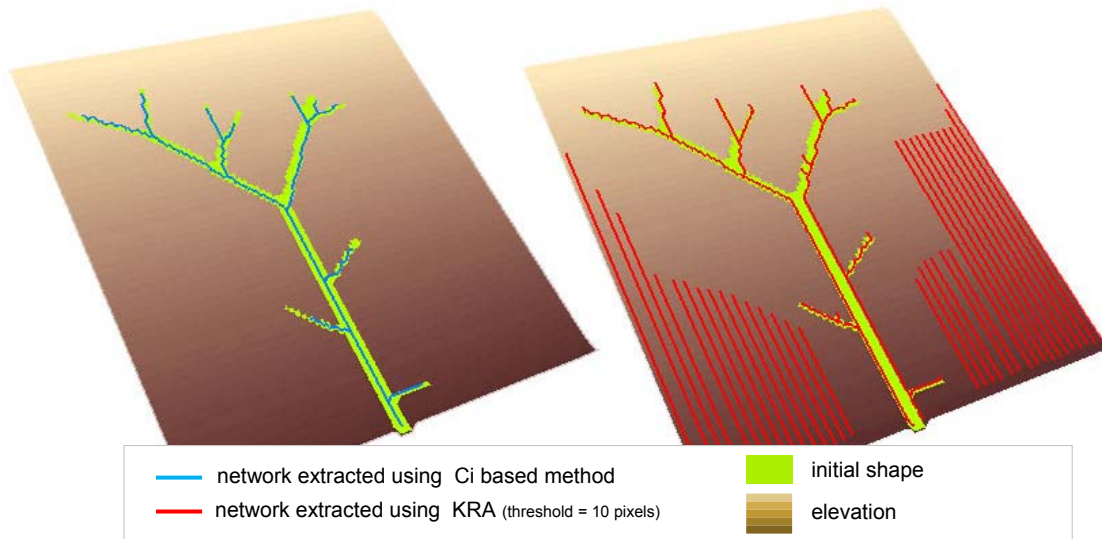 network extracted using Ci based method
network extracted using KRA (threshold = 10 pixels)
initial shape
elevation